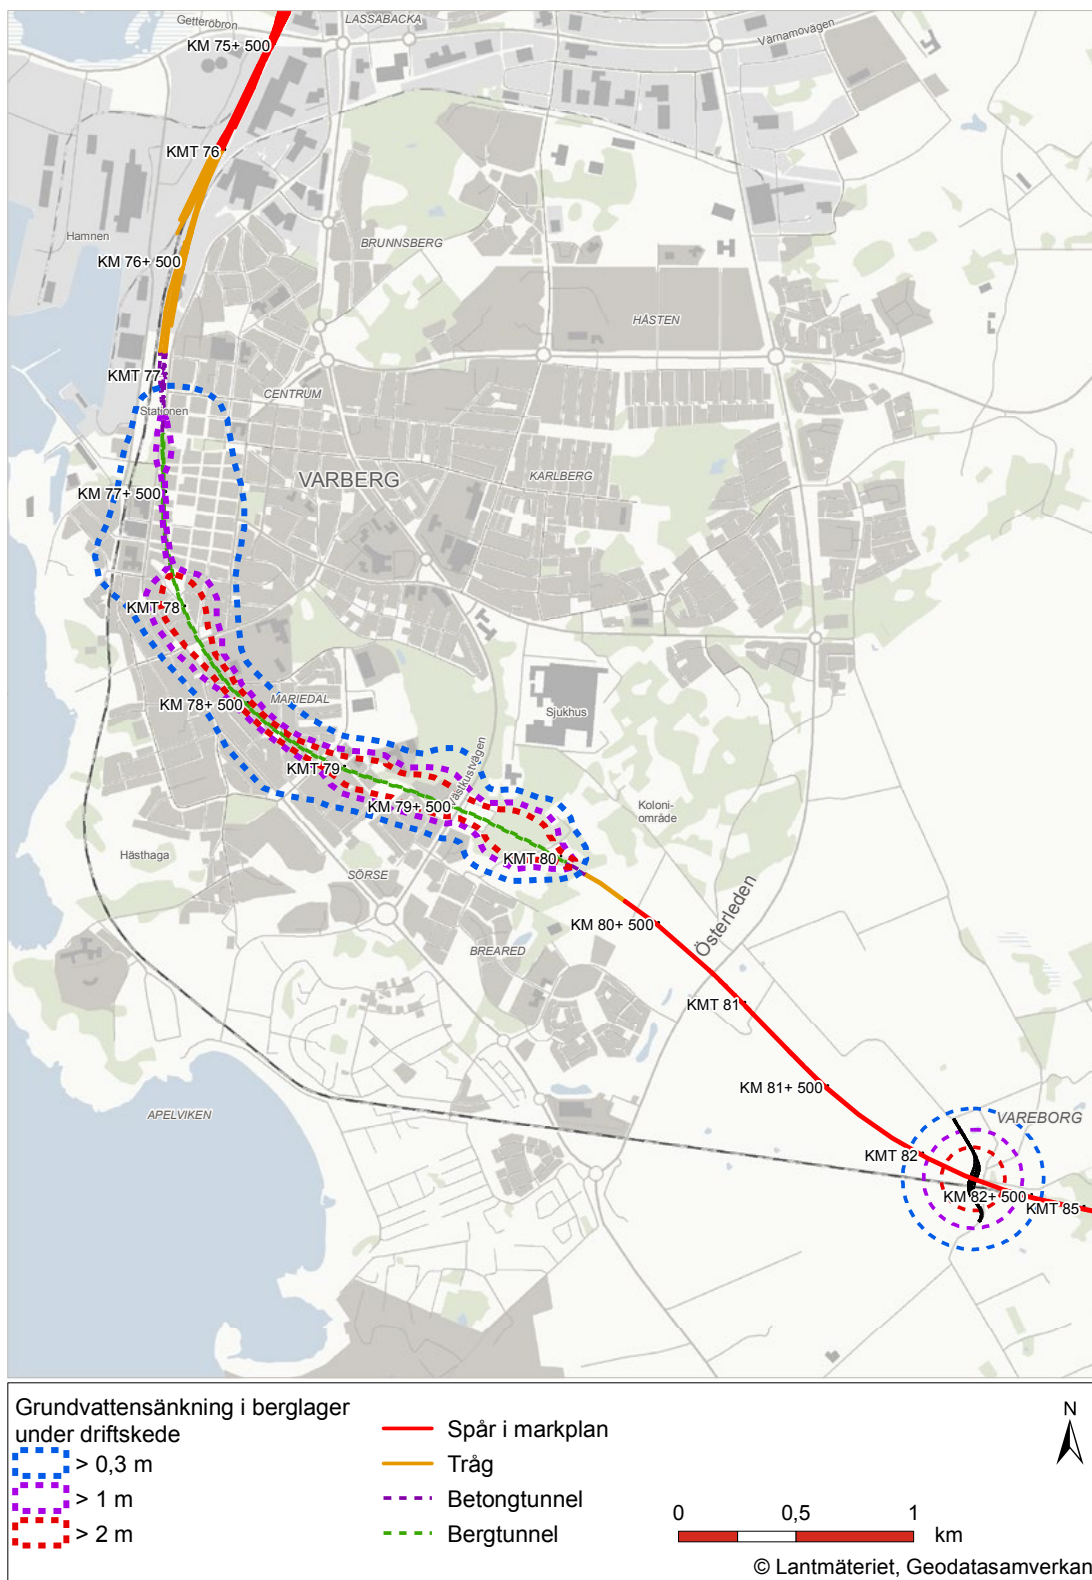 Getteröbron
LASSABACKA
Värnamovägen
KM 75+ 500
KMT 76
Hamnen
BRUNNSBERG
KM 76+ 500
HÅSTEN
KMT 77
CENTRUM
Stationen
VARBERG
KARLBERG
KM 77+ 500
KMT 78
MARIEDAL
KM 78+ 500
Sjukhus
Västkustvägen
KMT 79
KM 79+ 500
Koloni-
område
Hästhaga
KMT 80
SÖRSE
Österleden
KM 80+ 500
BREARED
KMT 81
KM 81+ 500
APELVIKEN
VAREBORG
KMT 82
KM 82+ 500
KMT 85
Grundvattensänkning i berglager
under driftskede
> 0,3 m
> 1 m
> 2 m
Spår i markplan
Tråg
Betongtunnel
Bergtunnel
N
0 0,5 1
km
© Lantmäteriet, Geodatasamverkan